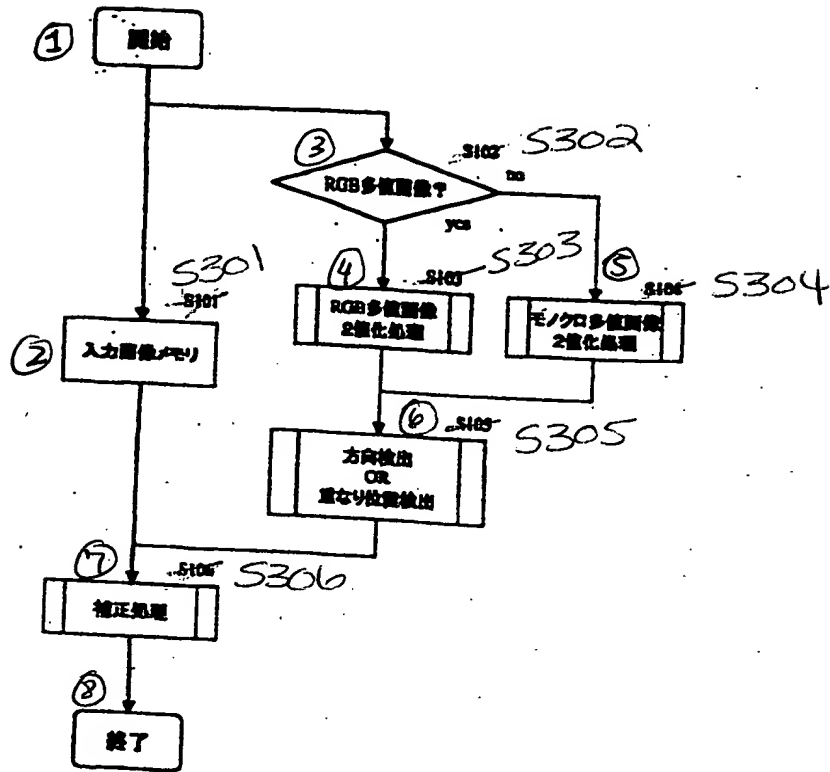 ① 開始
③ S102 S302
RGB多値画像?
no
yes
S301
S101
④ S103 S303
⑤ S104 S304
② 入力画像メモリ
RGB多値画像
2値化処理
モノクロ多値画像
2値化処理
⑥ S105 S305
方向検出
OR
重なり位置検出
⑦ S106 S306
補正処理
⑧
終了